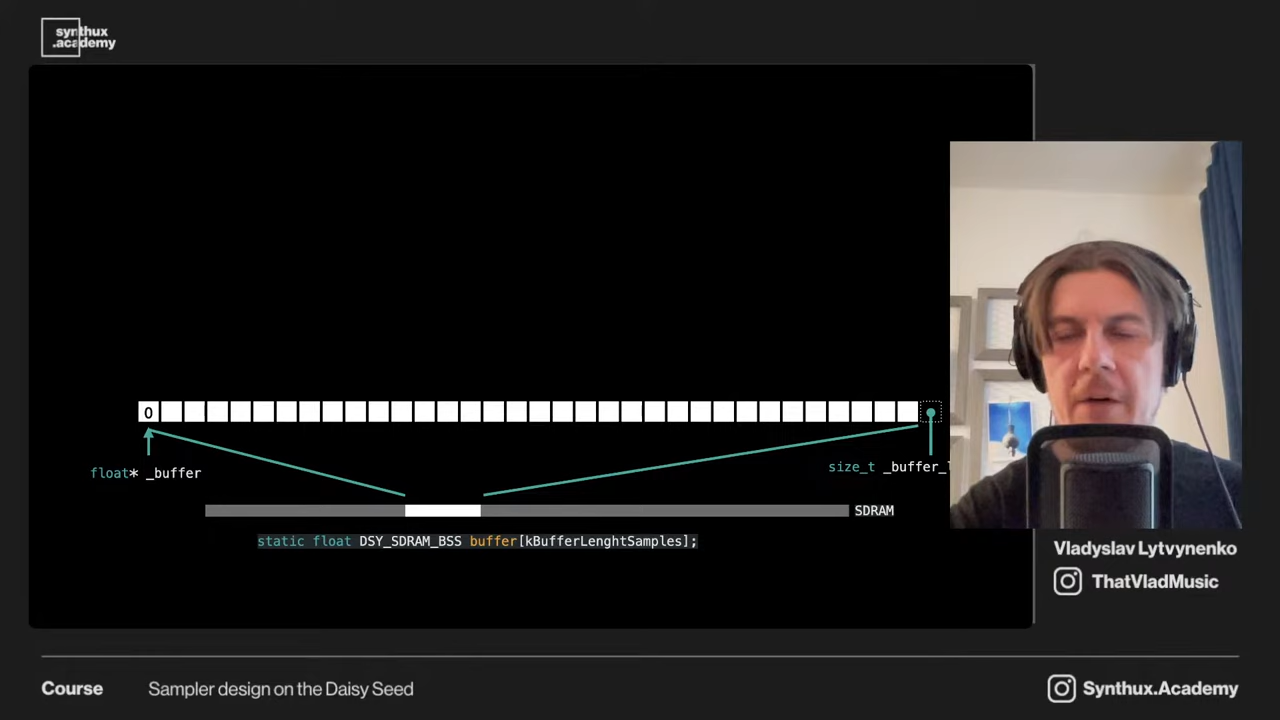 synthux
.academy
0
float* _buffer
size_t _buffer_
SDRAM
static float DSY_SDRAM_BSS buffer[kBufferLenghtSamples];
Vladyslav Lytvynenko
ThatVladMusic
Course
Sampler design on the Daisy Seed
Synthux.Academy